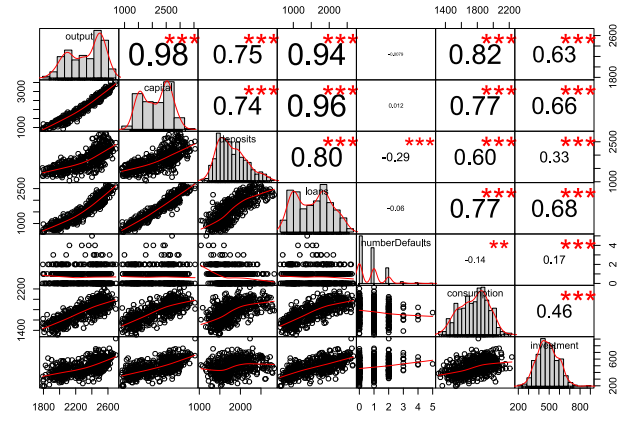 1000 2500 1000 2000 1400 1800 2200
output 0.98 *** 0.75 *** 0.94 *** 0.82 *** 0.63 *** 1800 2600
1000 3000 capital 0.74 *** 0.96 *** 0.012 0.77 *** 0.66 ***
deposits 0.80 *** -0.29 *** 0.60 *** 0.33 *** 1000 2500
1000 2500 loans -0.06 0.77 *** 0.68 ***
numberDefaults -0.14 ** 0.17 *** 0 2 4
1400 2200 consumption 0.46 ***
investment 200 600
1800 2200 2600 1000 2000 0 1 2 3 4 5 200 500 800